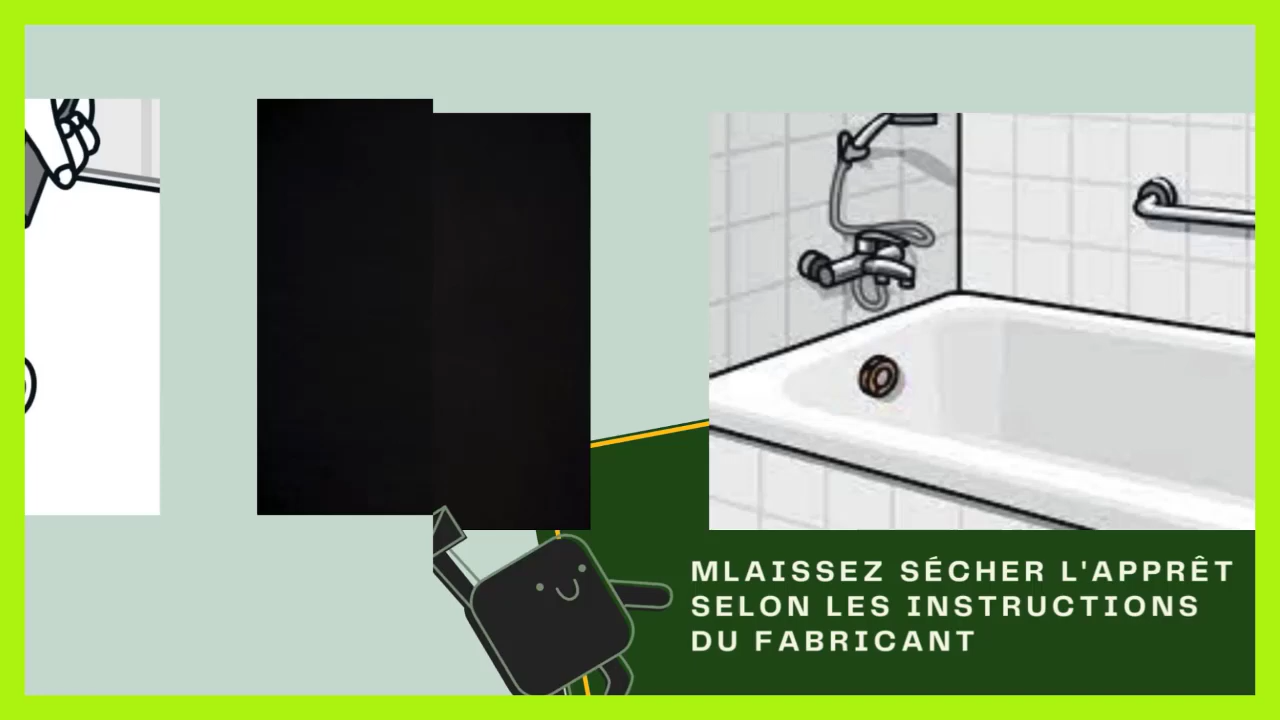 MLAISSEZ SÉCHER L'APPRÊT
SELON LES INSTRUCTIONS
DU FABRICANT